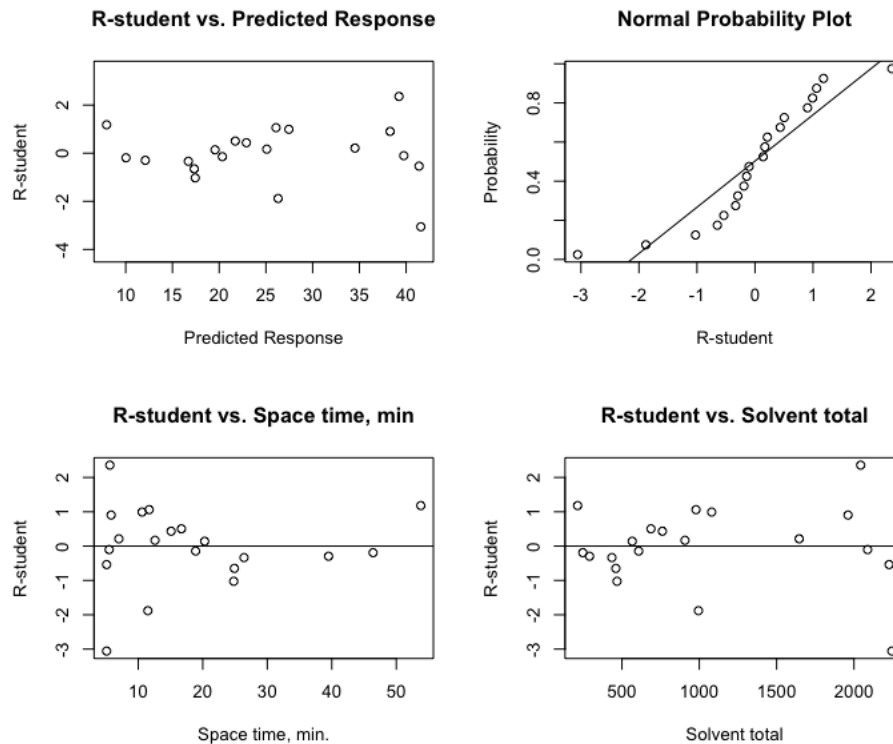 R-student vs. Predicted Response
R-student
2
0
-2
-4
10 15 20 25 30 35 40
Predicted Response
Normal Probability Plot
Probability
0.8
0.4
0.0
-3 -2 -1 0 1 2
R-student
R-student vs. Space time, min
R-student
2
1
0
-1
-2
-3
10 20 30 40 50
Space time, min.
R-student vs. Solvent total
R-student
2
1
0
-1
-2
-3
500 1000 1500 2000
Solvent total